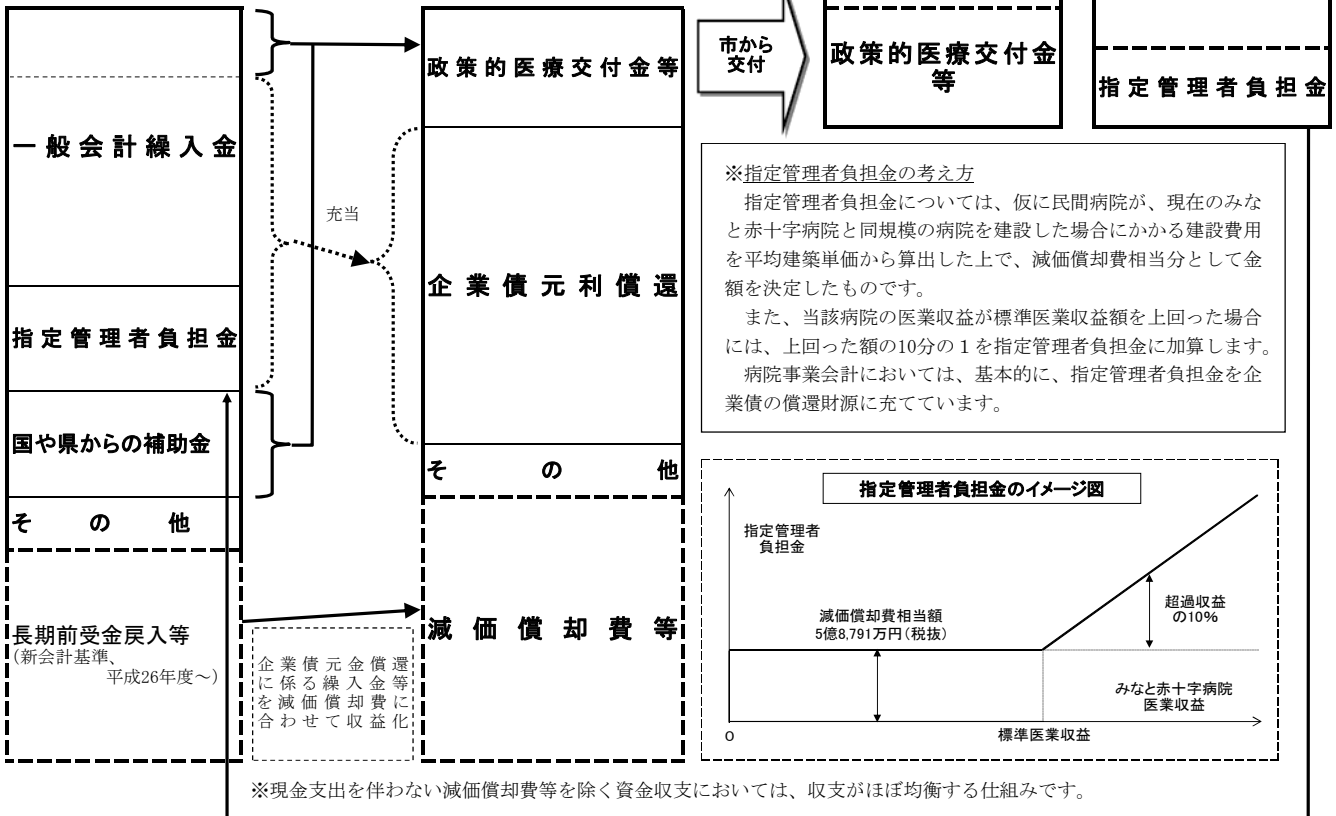 一般会計繰入金
指定管理者負担金
国や県からの補助金
その他
長期前受金戻入等
(新会計基準、
平成26年度～)
充当
企業債元金償還
に係る繰入金等
を減価償却費に
合わせて収益化
政策的医療交付金等
企業債元利償還
その他
減価償却費等
市から
交付
政策的医療交付金
等
指定管理者負担金
※指定管理者負担金の考え方
指定管理者負担金については、仮に民間病院が、現在のみな
と赤十字病院と同規模の病院を建設した場合にかかる建設費用
を平均建築単価から算出した上で、減価償却費相当分として金
額を決定したものです。
また、当該病院の医業収益が標準医業収益額を上回った場合
には、上回った額の10分の１を指定管理者負担金に加算します。
病院事業会計においては、基本的に、指定管理者負担金を企
業債の償還財源に充てています。
指定管理者負担金のイメージ図
指定管理者
負担金
減価償却費相当額
5億8,791万円(税抜)
超過収益
の10%
みなと赤十字病院
医業収益
O
標準医業収益
※現金支出を伴わない減価償却費等を除く資金収支においては、収支がほぼ均衡する仕組みです。